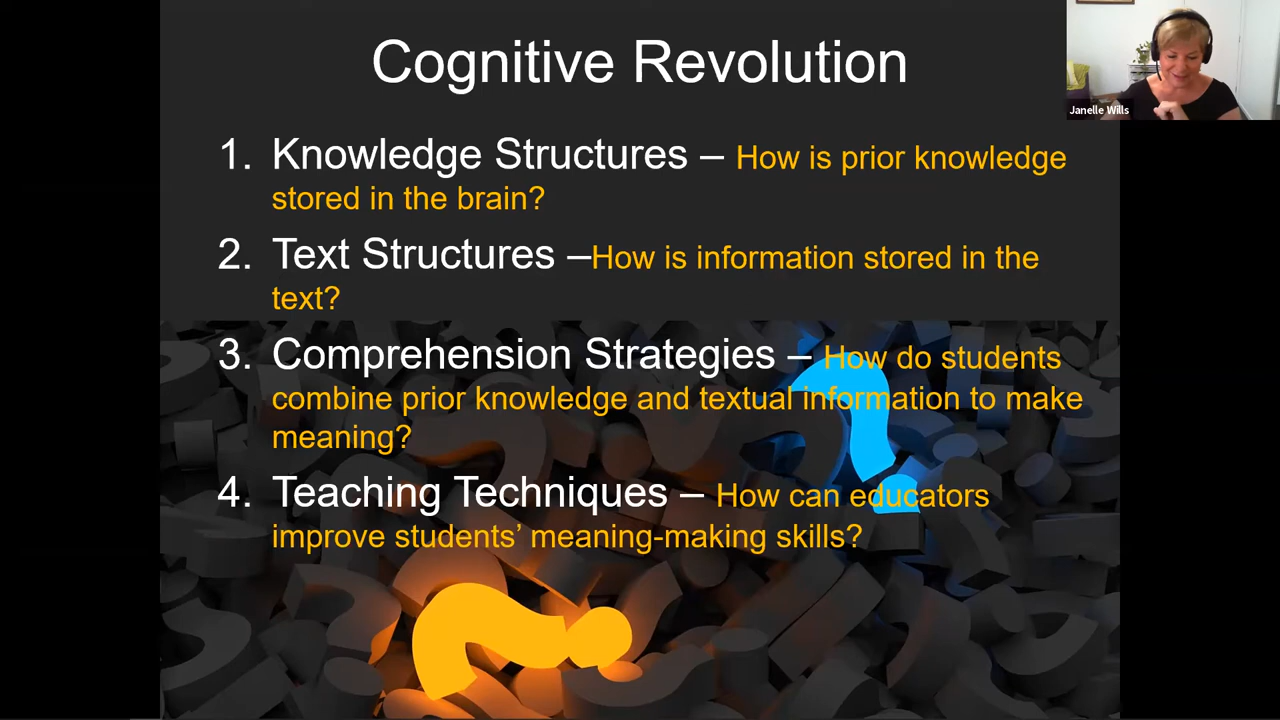 Cognitive Revolution
Janelle Wills
1. Knowledge Structures – How is prior knowledge
stored in the brain?
2. Text Structures –How is information stored in the
text?
3. Comprehension Strategies – How do students
combine prior knowledge and textual information to make
meaning?
4. Teaching Techniques – How can educators
improve students’ meaning-making skills?